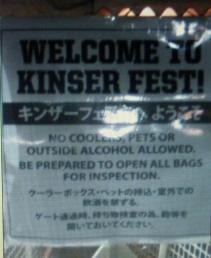 WELCOME TO
KINSER FEST!
キンザーフェスへ ようこそ
NO COOLERS, PETS OR
OUTSIDE ALCOHOL ALLOWED.
BE PREPARED TO OPEN ALL BAGS
FOR INSPECTION.
クーラーボックス・ペットの持込・室外での
飲酒を禁ずる。
ゲート通過時、持ち物検査の為、鞄等を
開いておいてください。